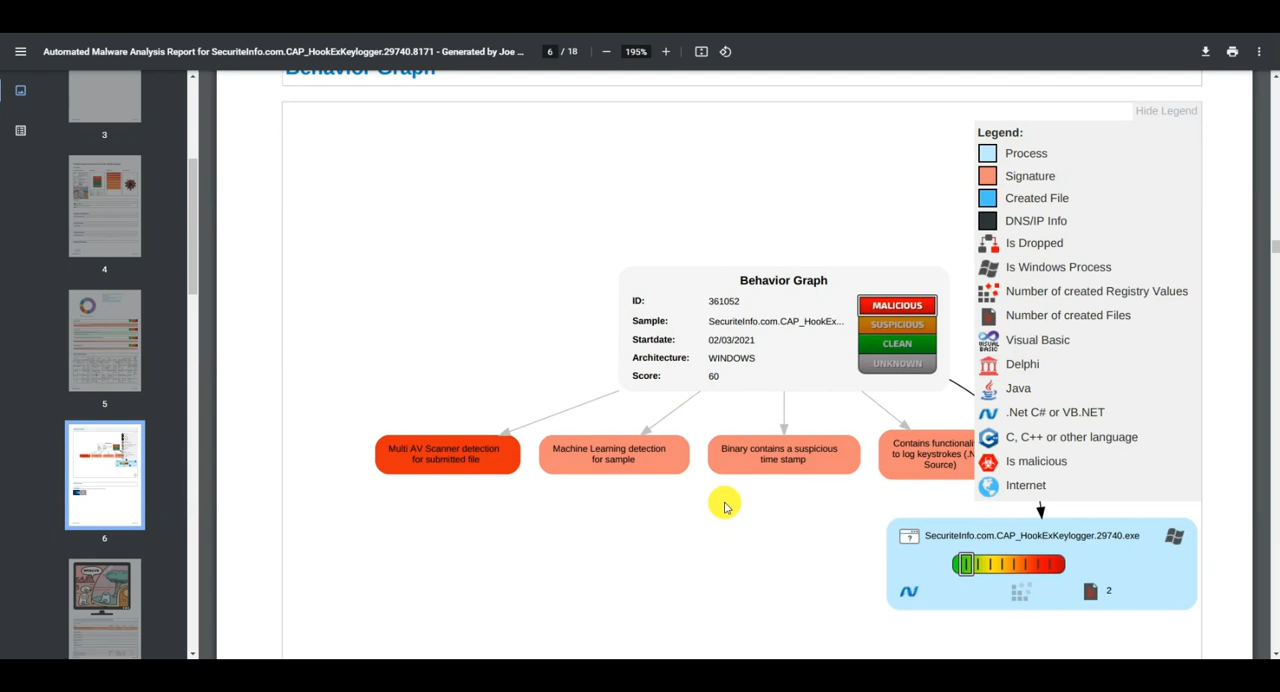 Automated Malware Analysis Report for SecuriteInfo.com.CAP_HookExKeylogger.29740.8171 - Generated by Joe ...
6 / 18
195%
Behavior Graph
Hide Legend
Legend:
Process
Signature
Created File
DNS/IP Info
Is Dropped
Is Windows Process
Number of created Registry Values
Number of created Files
Visual Basic
Delphi
Java
.Net C# or VB.NET
C, C++ or other language
Is malicious
Internet
Behavior Graph
ID: 361052
Sample: SecuriteInfo.com.CAP_HookEx...
Startdate: 02/03/2021
Architecture: WINDOWS
Score: 60
MALICIOUS
SUSPICIOUS
CLEAN
UNKNOWN
Multi AV Scanner detection
for submitted file
Machine Learning detection
for sample
Binary contains a suspicious
time stamp
Contains functionali
to log keystrokes (.N
Source)
SecuriteInfo.com.CAP_HookExKeylogger.29740.exe
2
3
4
5
6